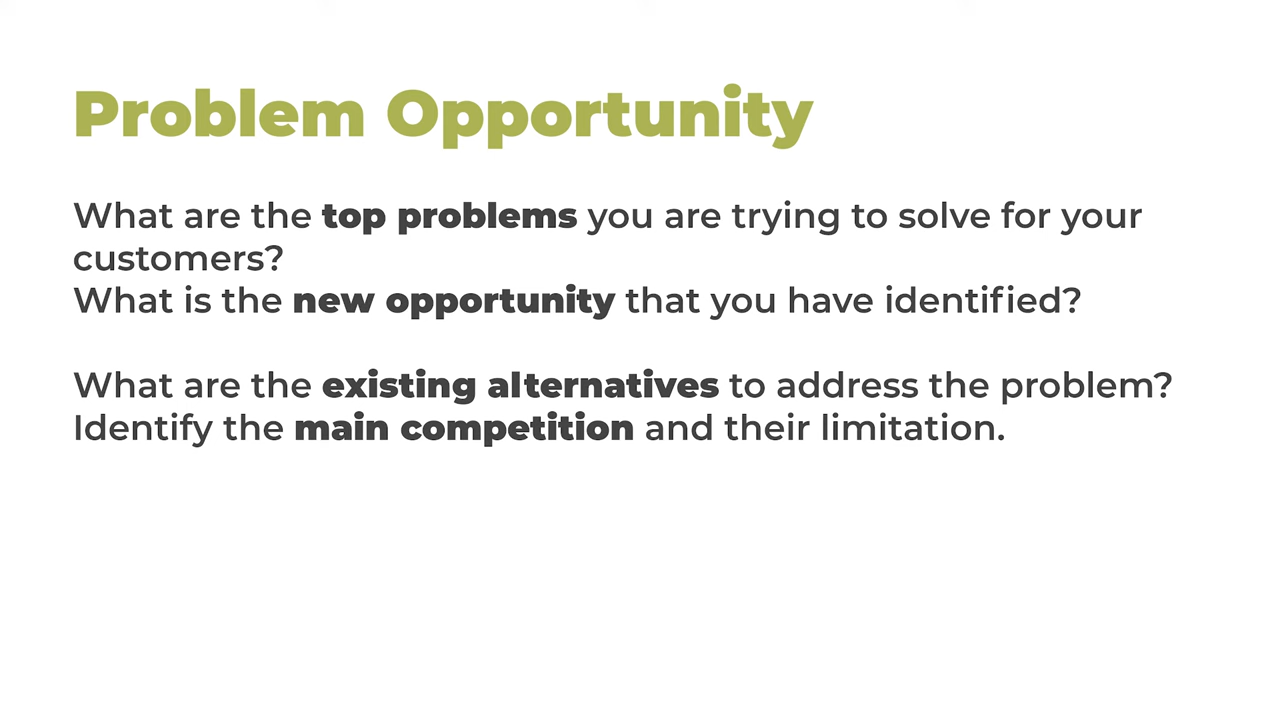 Problem Opportunity
What are the top problems you are trying to solve for your
customers?
What is the new opportunity that you have identified?
What are the existing alternatives to address the problem?
Identify the main competition and their limitation.